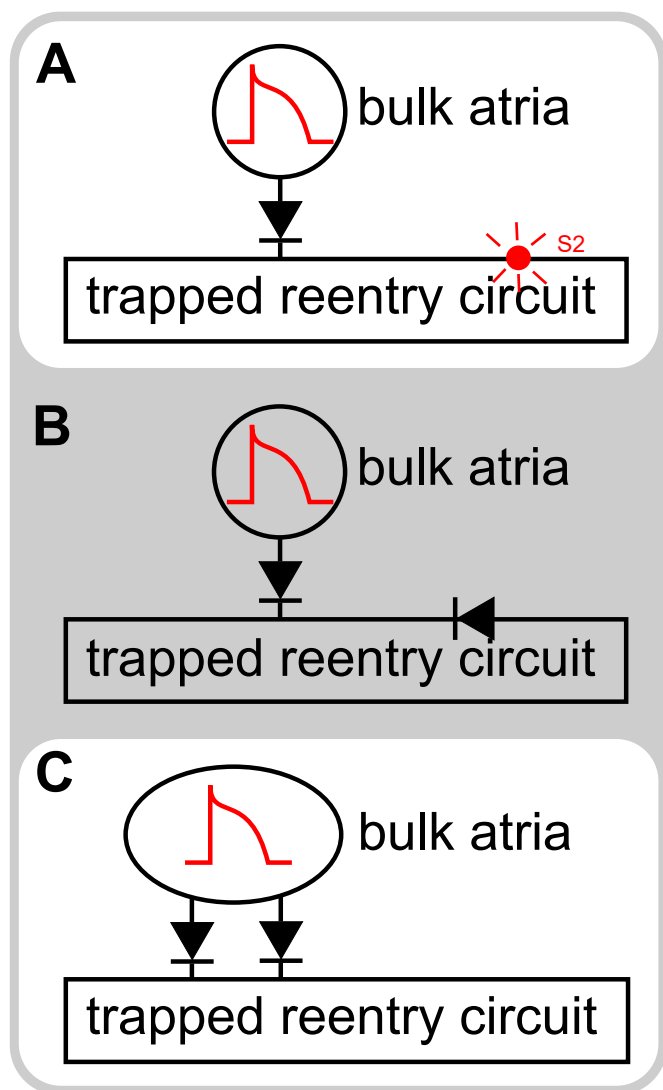 A
bulk atria
S2
trapped reentry circuit
B
bulk atria
trapped reentry circuit
C
bulk atria
trapped reentry circuit